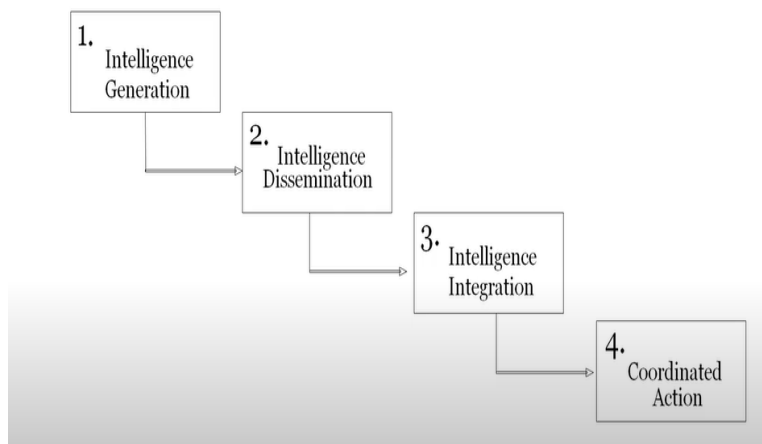 1.
Intelligence
Generation
2.
Intelligence
Dissemination
3.
Intelligence
Integration
4.
Coordinated
Action